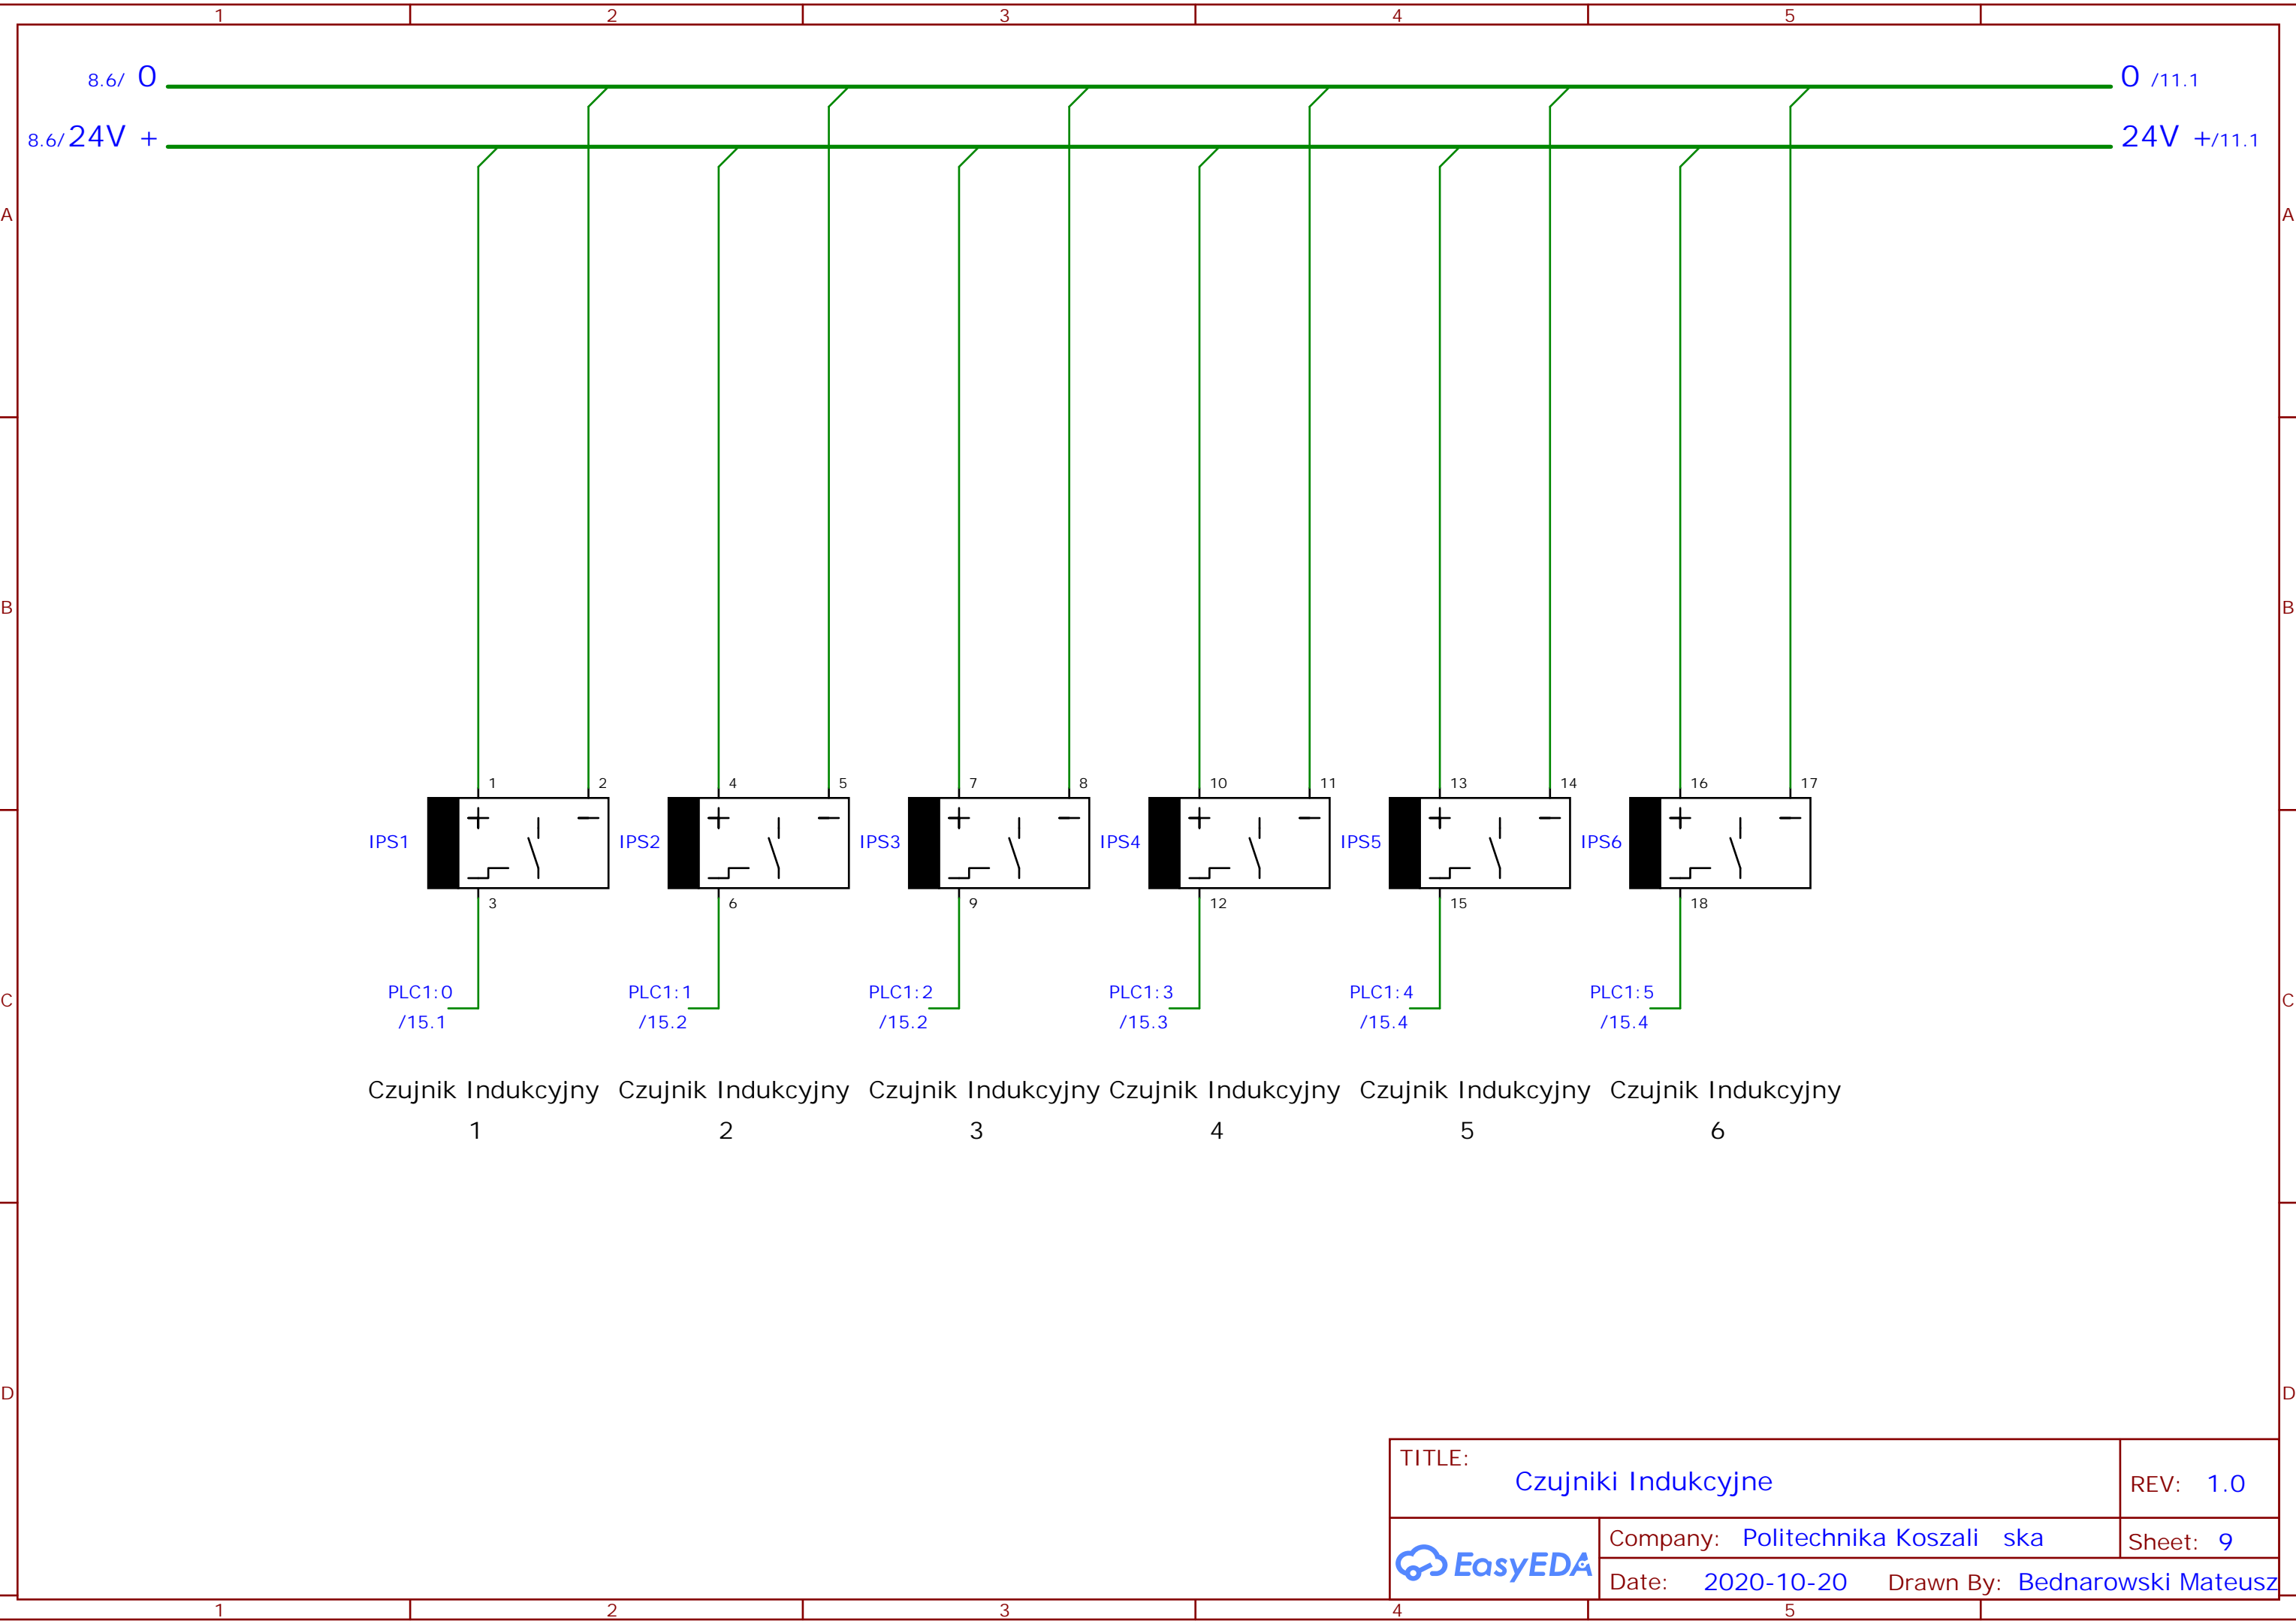 1 2 3 4 5
8.6/ 0 0 /11.1
8.6/24V + 24V +/11.1
A A
B B
1 2 4 5 7 8 10 11 13 14 16 17
IPS1 IPS2 IPS3 IPS4 IPS5 IPS6
3 6 9 12 15 18
PLC1:0 PLC1:1 PLC1:2 PLC1:3 PLC1:4 PLC1:5
C C
/15.1 /15.2 /15.2 /15.3 /15.4 /15.4
Czujnik Indukcyjny Czujnik Indukcyjny Czujnik Indukcyjny Czujnik Indukcyjny Czujnik Indukcyjny Czujnik Indukcyjny
1 2 3 4 5 6
D D
TITLE:
Czujniki Indukcyjne
REV: 1.0
EasyEDA
Company: Politechnika Koszali ska
Sheet: 9
Date: 2020-10-20 Drawn By: Bednarowski Mateusz
1 2 3 4 5